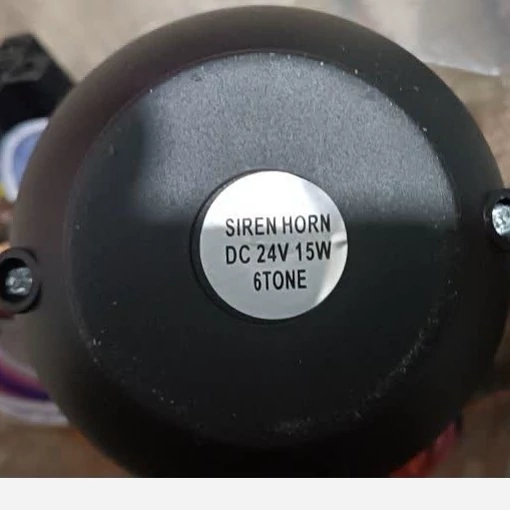 SIREN HORN
DC 24V 15W
6TONE